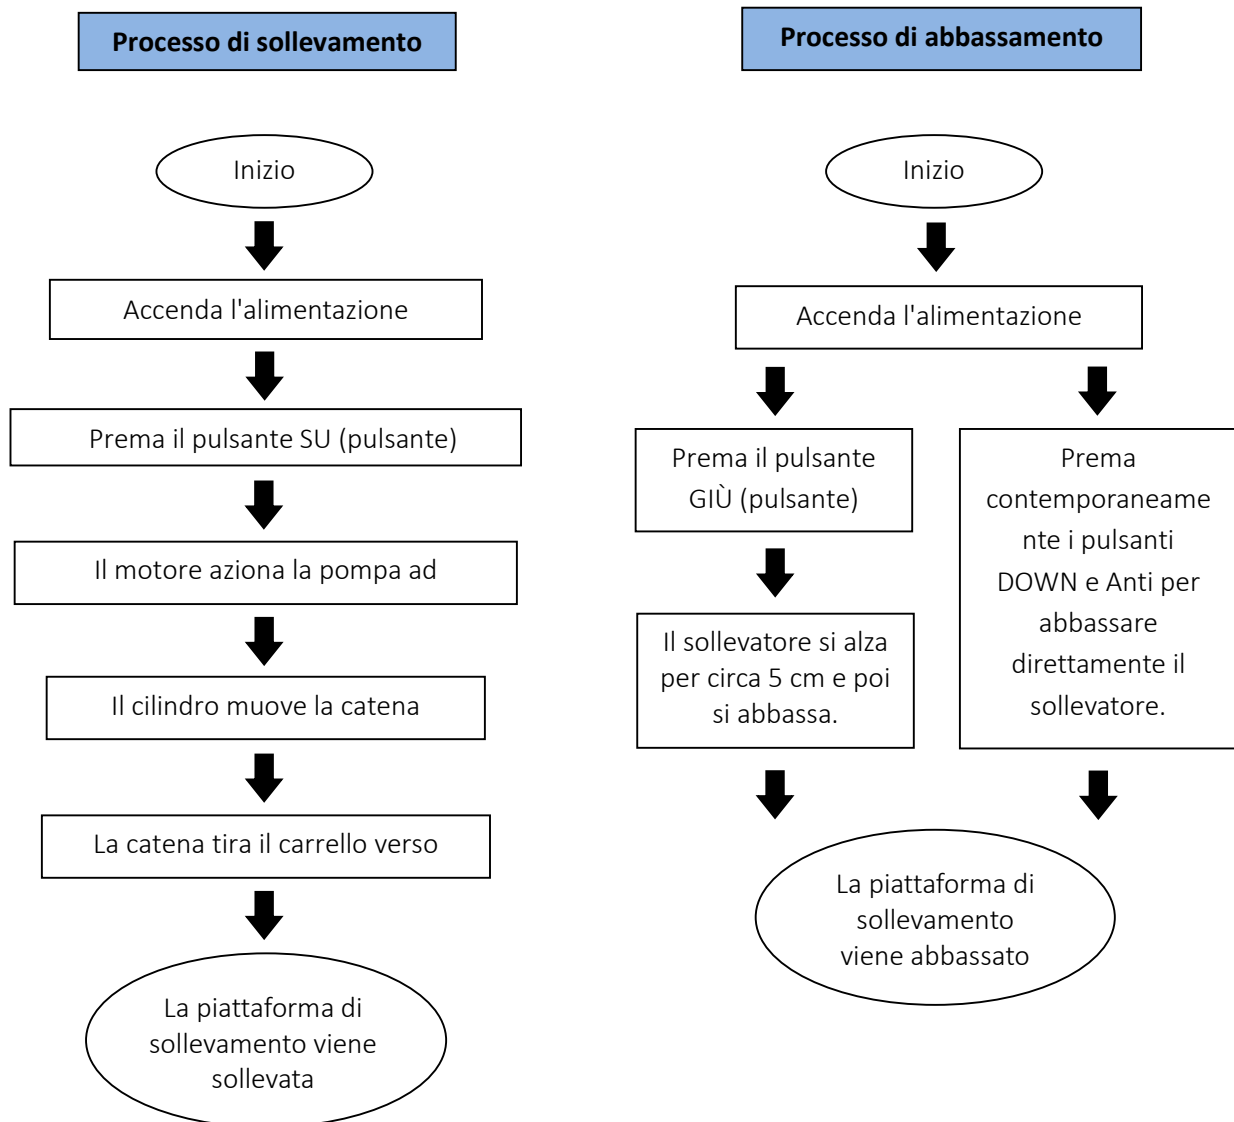 Processo di sollevamento
Inizio
Accenda l'alimentazione
Prema il pulsante SU (pulsante)
Il motore aziona la pompa ad
Il cilindro muove la catena
La catena tira il carrello verso
La piattaforma di
sollevamento viene
sollevata
Processo di abbassamento
Inizio
Accenda l'alimentazione
Prema il pulsante
GIÙ (pulsante)
Il sollevatore si alza
per circa 5 cm e poi
si abbassa.
Prema
contemporaneame
nte i pulsanti
DOWN e Anti per
abbassare
direttamente il
sollevatore.
La piattaforma di
sollevamento
viene abbassato